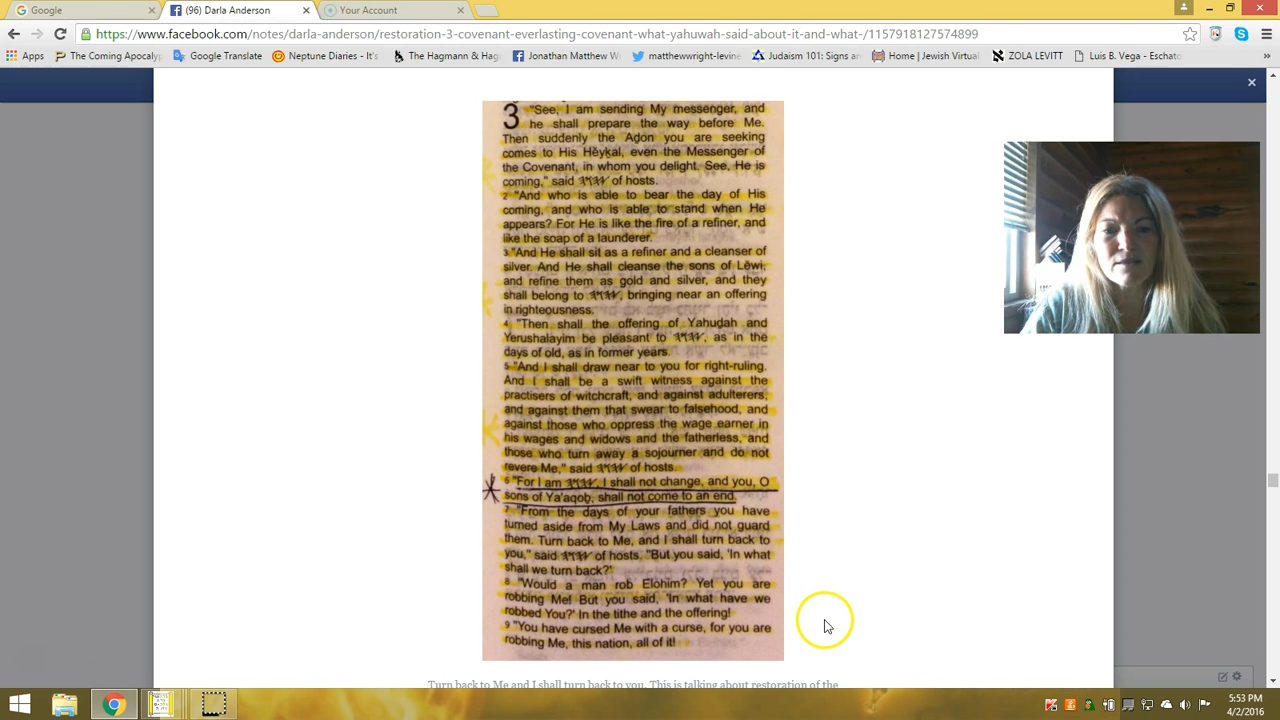 Google
(96) Darla Anderson
Your Account
https://www.facebook.com/notes/darla-anderson/restoration-3-covenant-everlasting-covenant-what-yahuwah-said-about-it-and-what-/1157918127574899
Apps
The Coming Apocalyp
Google Translate
Neptune Diaries - It's
The Hagmann & Hag
Jonathan Matthew W
matthewwright-levine
Judaism 101: Signs an
Home | Jewish Virtual
ZOLA LEVITT
Luis B. Vega - Eschato
3 "See, I am sending My messenger, and
he shall prepare the way before Me.
Then suddenly the Aḏon you are seeking
comes to His Hěyḵal, even the Messenger of
the Covenant, in whom you delight. See, He is
coming," said 𐤉𐤄𐤅𐤄 of hosts.
2 "And who is able to bear the day of His
coming, and who is able to stand when He
appears? For He is like the fire of a refiner, and
like the soap of a launderer.
3 "And He shall sit as a refiner and a cleanser of
silver. And He shall cleanse the sons of Lěwi,
and refine them as gold and silver, and they
shall belong to 𐤉𐤄𐤅𐤄, bringing near an offering
in righteousness.
4 "Then shall the offering of Yahuḏah and
Yerushalayim be pleasant to 𐤉𐤄𐤅𐤄, as in the
days of old, as in former years.
5 "And I shall draw near to you for right-ruling.
And I shall be a swift witness against the
practisers of witchcraft, and against adulterers,
and against them that swear to falsehood, and
against those who oppress the wage earner in
his wages and widows and the fatherless, and
those who turn away a sojourner and do not
revere Me," said 𐤉𐤄𐤅𐤄 of hosts.
6 "For I am 𐤉𐤄𐤅𐤄, I shall not change, and you, O
sons of Ya'aqoḇ, shall not come to an end.
7 "From the days of your fathers you have
turned aside from My Laws and did not guard
them. Turn back to Me, and I shall turn back to
you," said 𐤉𐤄𐤅𐤄 of hosts. "But you said, 'In what
shall we turn back?'
8 "Would a man rob Elohim? Yet you are
robbing Me! But you said, 'In what have we
robbed You?' In the tithe and the offering!
9 "You have cursed Me with a curse, for you are
robbing Me, this nation, all of it!
Turn back to Me and I shall turn back to you. This is talking about restoration of the
5:53 PM
4/2/2016